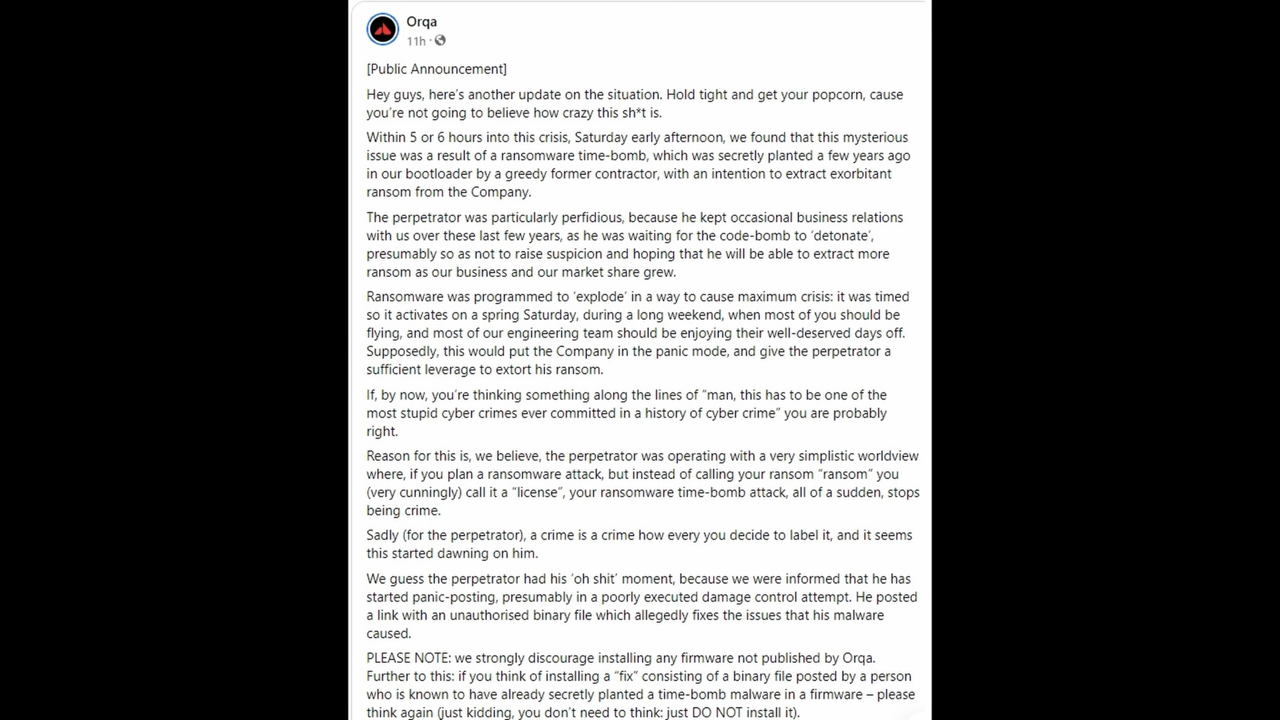 Orqa
11h ·
[Public Announcement]
Hey guys, here's another update on the situation. Hold tight and get your popcorn, cause
you're not going to believe how crazy this sh*t is.
Within 5 or 6 hours into this crisis, Saturday early afternoon, we found that this mysterious
issue was a result of a ransomware time-bomb, which was secretly planted a few years ago
in our bootloader by a greedy former contractor, with an intention to extract exorbitant
ransom from the Company.
The perpetrator was particularly perfidious, because he kept occasional business relations
with us over these last few years, as he was waiting for the code-bomb to ‘detonate’,
presumably so as not to raise suspicion and hoping that he will be able to extract more
ransom as our business and our market share grew.
Ransomware was programmed to ‘explode’ in a way to cause maximum crisis: it was timed
so it activates on a spring Saturday, during a long weekend, when most of you should be
flying, and most of our engineering team should be enjoying their well-deserved days off.
Supposedly, this would put the Company in the panic mode, and give the perpetrator a
sufficient leverage to extort his ransom.
If, by now, you're thinking something along the lines of “man, this has to be one of the
most stupid cyber crimes ever committed in a history of cyber crime” you are probably
right.
Reason for this is, we believe, the perpetrator was operating with a very simplistic worldview
where, if you plan a ransomware attack, but instead of calling your ransom “ransom” you
(very cunningly) call it a “license”, your ransomware time-bomb attack, all of a sudden, stops
being crime.
Sadly (for the perpetrator), a crime is a crime how every you decide to label it, and it seems
this started dawning on him.
We guess the perpetrator had his ‘oh shit’ moment, because we were informed that he has
started panic-posting, presumably in a poorly executed damage control attempt. He posted
a link with an unauthorised binary file which allegedly fixes the issues that his malware
caused.
PLEASE NOTE: we strongly discourage installing any firmware not published by Orqa.
Further to this: if you think of installing a “fix” consisting of a binary file posted by a person
who is known to have already secretly planted a time-bomb malware in a firmware – please
think again (just kidding, you don't need to think: just DO NOT install it).